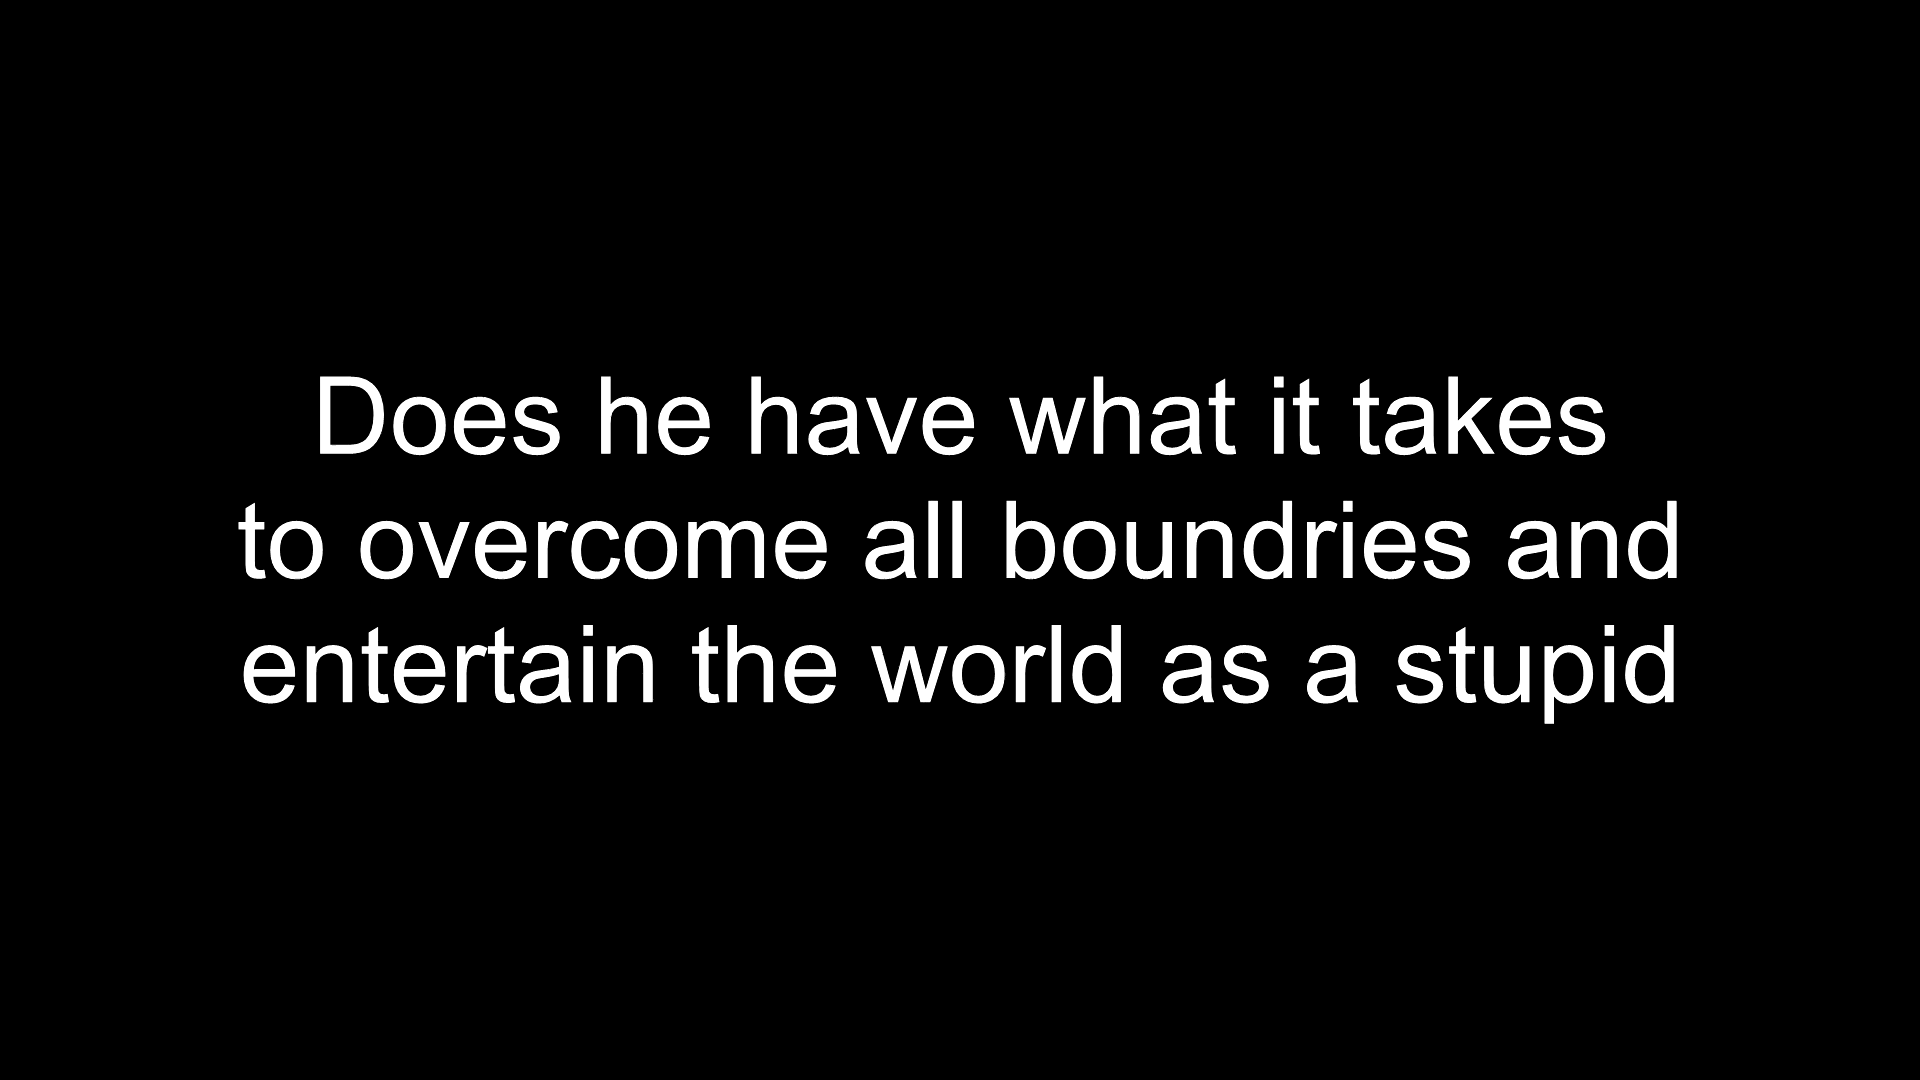 Does he have what it takes
to overcome all boundries and
entertain the world as a stupid